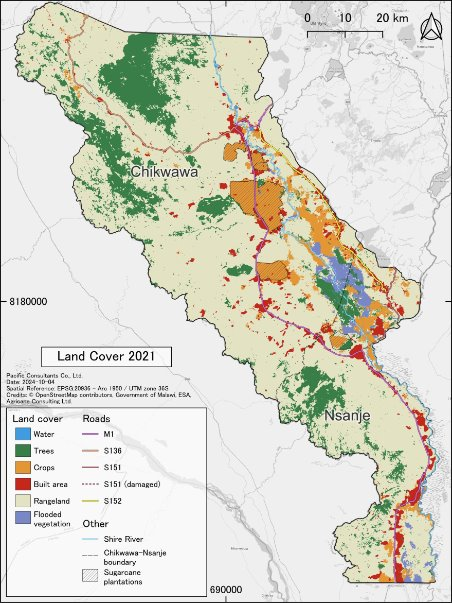 0 10 20 km
Chikwawa
8180000
Land Cover 2021
Pacific Consultants Co., Ltd.
Date: 2024-10-04
Spatial Reference: EPSG:20936 - Arc 1950 / UTM zone 36S
Credits: © OpenStreetMap contributors, Government of Malawi, ESA,
Agricane Consulting Ltd.
Nsanje
Land cover
Water
Trees
Crops
Built area
Rangeland
Flooded
vegetation
Roads
M1
S136
S151
S151 (damaged)
S152
Other
Shire River
Chikwawa-Nsanje
boundary
Sugarcane
plantations
690000